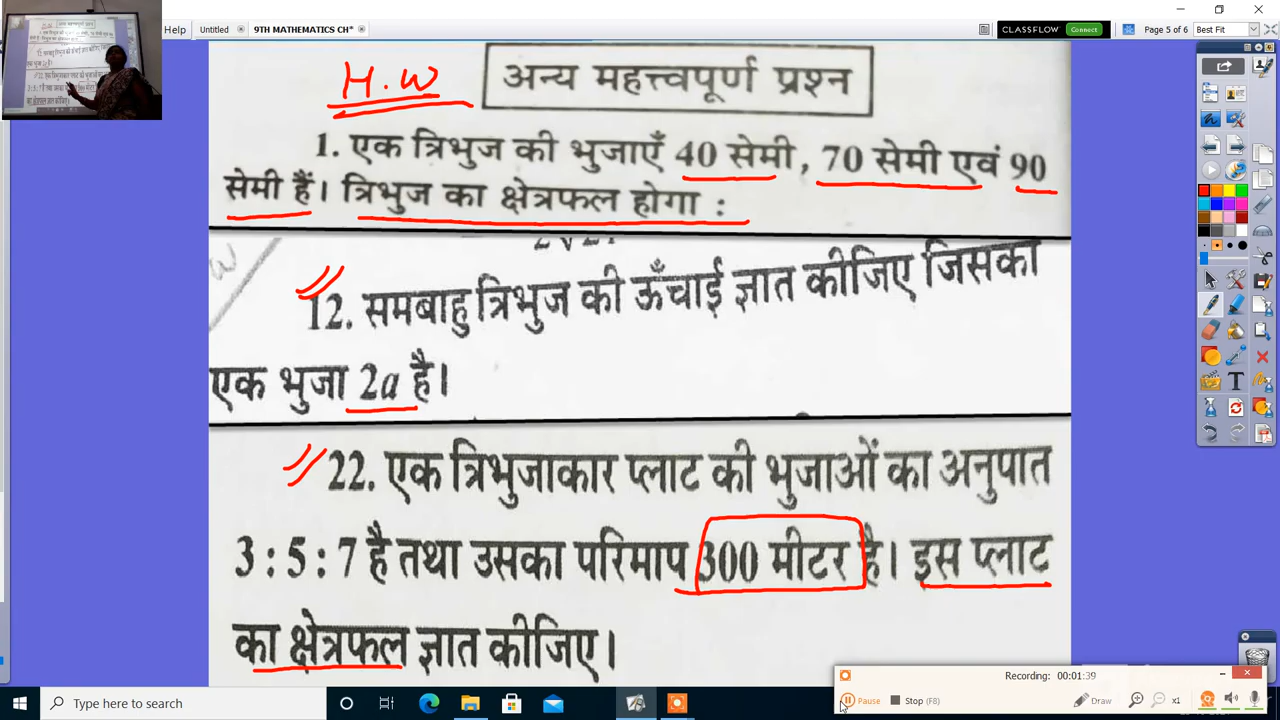 Help
Untitled
9TH MATHEMATICS CH*
CLASSFLOW
Connect
Page 5 of 6
Best Fit
H.W
अन्य महत्त्वपूर्ण प्रश्न
1. एक त्रिभुज की भुजाएँ 40 सेमी, 70 सेमी एवं 90
सेमी हैं। त्रिभुज का क्षेत्रफल होगा :
12. समबाहु त्रिभुज की ऊँचाई ज्ञात कीजिए जिसका
एक भुजा 2a है।
22. एक त्रिभुजाकार प्लाट की भुजाओं का अनुपात
3 : 5 : 7 है तथा उसका परिमाप 300 मीटर है। इस प्लाट
का क्षेत्रफल ज्ञात कीजिए।
Recording: 00:01:39
Pause
Stop (F8)
Draw
x1
Type here to search